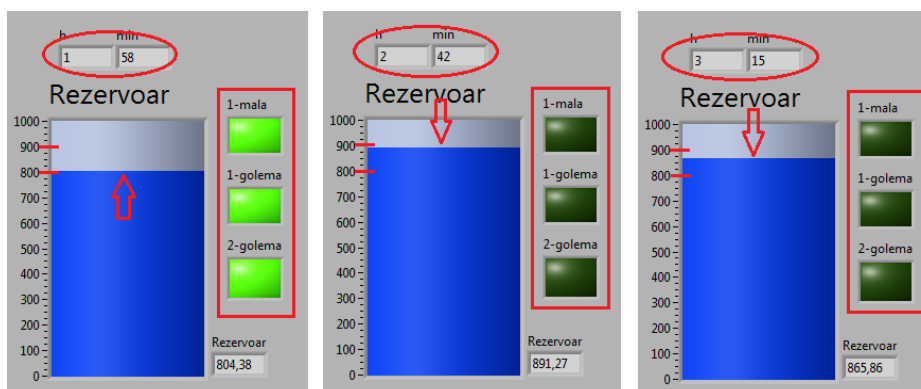 h min
1 58
Rezervoar
1-mala
1000
900
800
1-golema
700
600
2-golema
500
400
300
200
100
0
Rezervoar
804,38
h min
2 42
Rezervoar
1-mala
1000
900
800
1-golema
700
600
2-golema
500
400
300
200
100
0
Rezervoar
891,27
h min
3 15
Rezervoar
1-mala
1000
900
800
1-golema
700
600
2-golema
500
400
300
200
100
0
Rezervoar
865,86